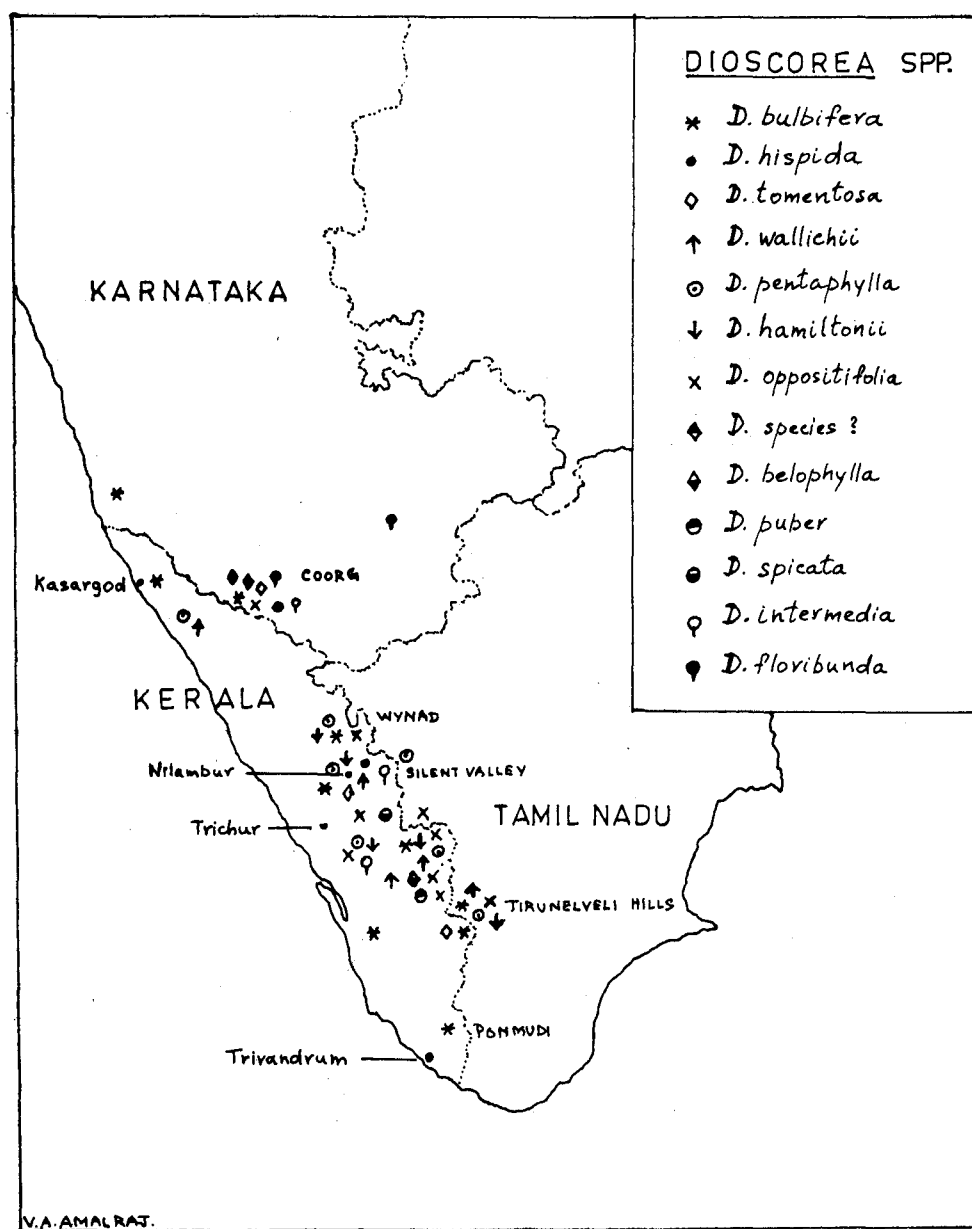 DIOSCOREA SPP.
D. bulbifera
D. hispida
D. tomentosa
D. wallichii
D. pentaphylla
D. hamiltonii
D. oppositifolia
D. species ?
D. belophylla
D. puber
D. spicata
D. intermedia
D. floribunda
KARNATAKA
COORG
Kasargod
KERALA
WYNAD
Nilambur
SILENT VALLEY
Trichur
TAMIL NADU
TIRUNELVELI HILLS
PONMUDI
Trivandrum
V.A.AMALRAJ.